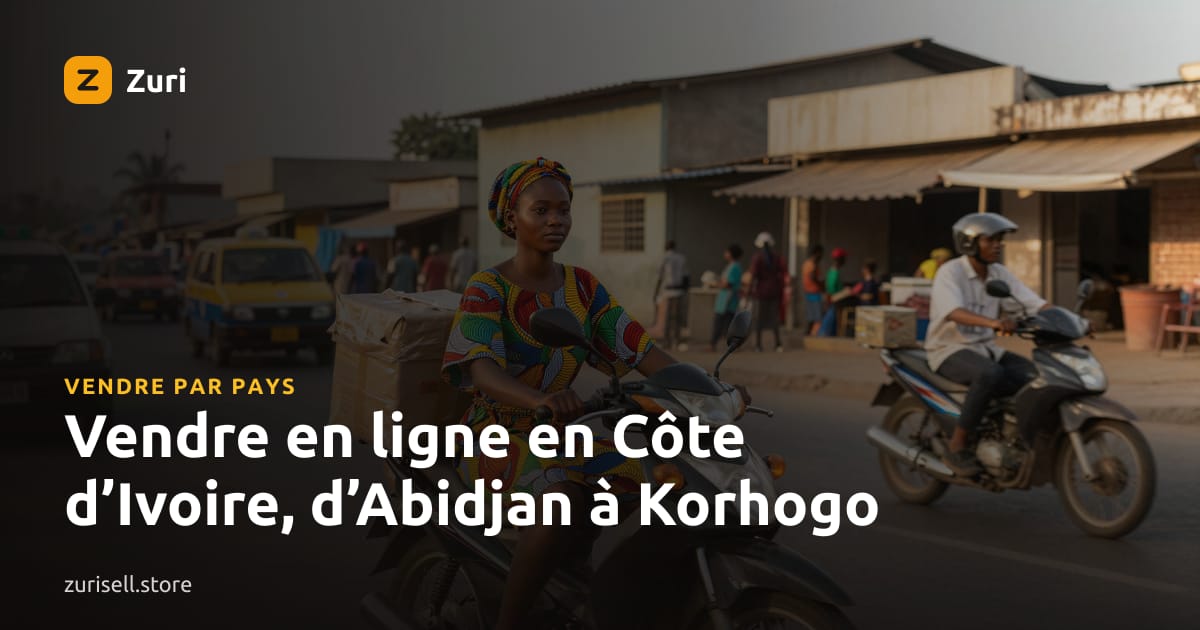 Z
Zuri
VENDRE PAR PAYS
Vendre en ligne en Côte
d’Ivoire, d’Abidjan à Korhogo
zurisell.store